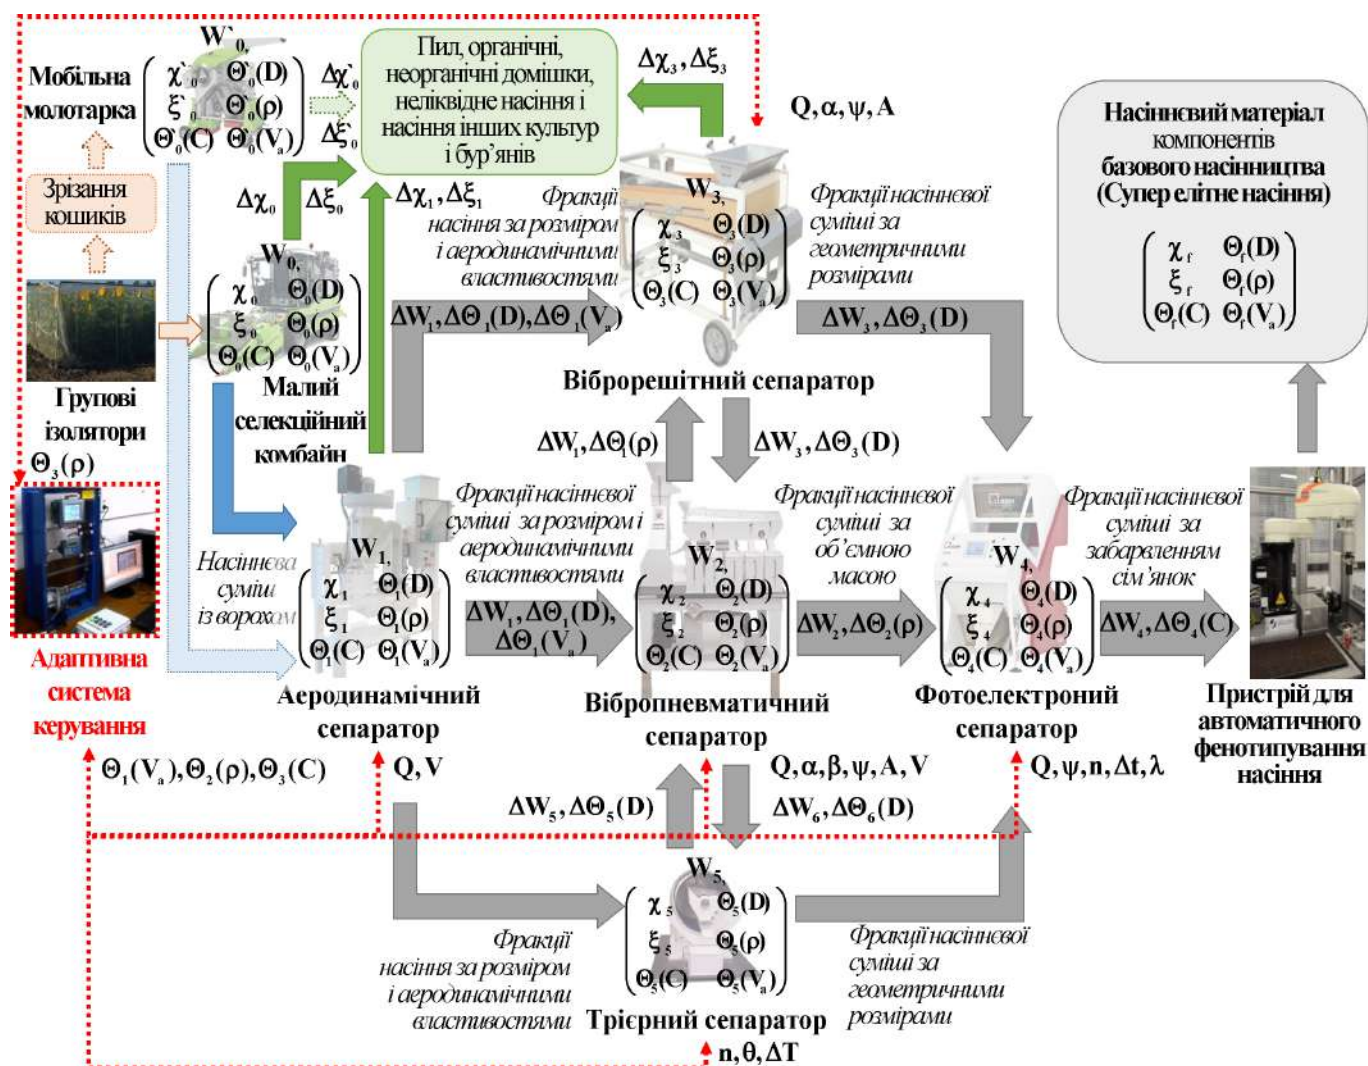 W`₀,
Мобільна
молотарка
χ`₀ Θ`₀(D)
ξ`₀ Θ`₀(ρ)
Θ`₀(C) Θ`₀(Vₐ)
Δχ`₀
Δξ`₀
Пил, органічні,
неорганічні домішки,
неліквідне насіння і
насіння інших культур
і бур’янів
Δχ₃, Δξ₃
Q, α, ψ, A
Насіннєвий матеріал
компонентів
базового насінництва
(Супер елітне насіння)
χ_f Θ_f(D)
ξ_f Θ_f(ρ)
Θ_f(C) Θ_f(Vₐ)
Зрізання
кошиків
Δχ₀ Δξ₀
Δχ₁, Δξ₁
Фракції
насіння за розміром
і аеродинамічними
властивостями
W₃,
χ₃ Θ₃(D)
ξ₃ Θ₃(ρ)
Θ₃(C) Θ₃(Vₐ)
Фракції насіннєвої
суміші за
геометричними
розмірами
W₀,
χ₀ Θ₀(D)
ξ₀ Θ₀(ρ)
Θ₀(C) Θ₀(Vₐ)
ΔW₁, ΔΘ₁(D), ΔΘ₁(Vₐ)
ΔW₃, ΔΘ₃(D)
Групові
ізолятори
Малий
селекційний
комбайн
Віброрешітний сепаратор
Θ₃(ρ)
ΔW₁, ΔΘ₁(ρ)
ΔW₃, ΔΘ₃(D)
Насіннєва
суміш
із ворохом
W₁,
χ₁ Θ₁(D)
ξ₁ Θ₁(ρ)
Θ₁(C) Θ₁(Vₐ)
Фракції насіннєвої
суміші за розміром і
аеродинамічними
властивостями
ΔW₁, ΔΘ₁(D),
ΔΘ₁(Vₐ)
W₂,
χ₂ Θ₂(D)
ξ₂ Θ₂(ρ)
Θ₂(C) Θ₂(Vₐ)
Фракції насіннєвої
суміші за
об’ємною
масою
ΔW₂, ΔΘ₂(ρ)
W₄,
χ₄ Θ₄(D)
ξ₄ Θ₄(ρ)
Θ₄(C) Θ₄(Vₐ)
Фракції насіннєвої
суміші за
забарвленням
сім’янок
ΔW₄, ΔΘ₄(C)
Адаптивна
система
керування
Аеродинамічний
сепаратор
Вібропневматичний
сепаратор
Фотоелектроний
сепаратор
Пристрій для
автоматичного
фенотипування
насіння
Θ₁(Vₐ), Θ₂(ρ), Θ₃(C)
Q, V
Q, α, β, ψ, A, V
Q, ψ, n, Δt, λ
ΔW₅, ΔΘ₅(D)
ΔW₆, ΔΘ₆(D)
W₅,
χ₅ Θ₅(D)
ξ₅ Θ₅(ρ)
Θ₅(C) Θ₅(Vₐ)
Фракції
насіння за розміром
і аеродинамічними
властивостями
Фракції насіннєвої
суміші за
геометричними
розмірами
Трієрний сепаратор
n, θ, ΔT